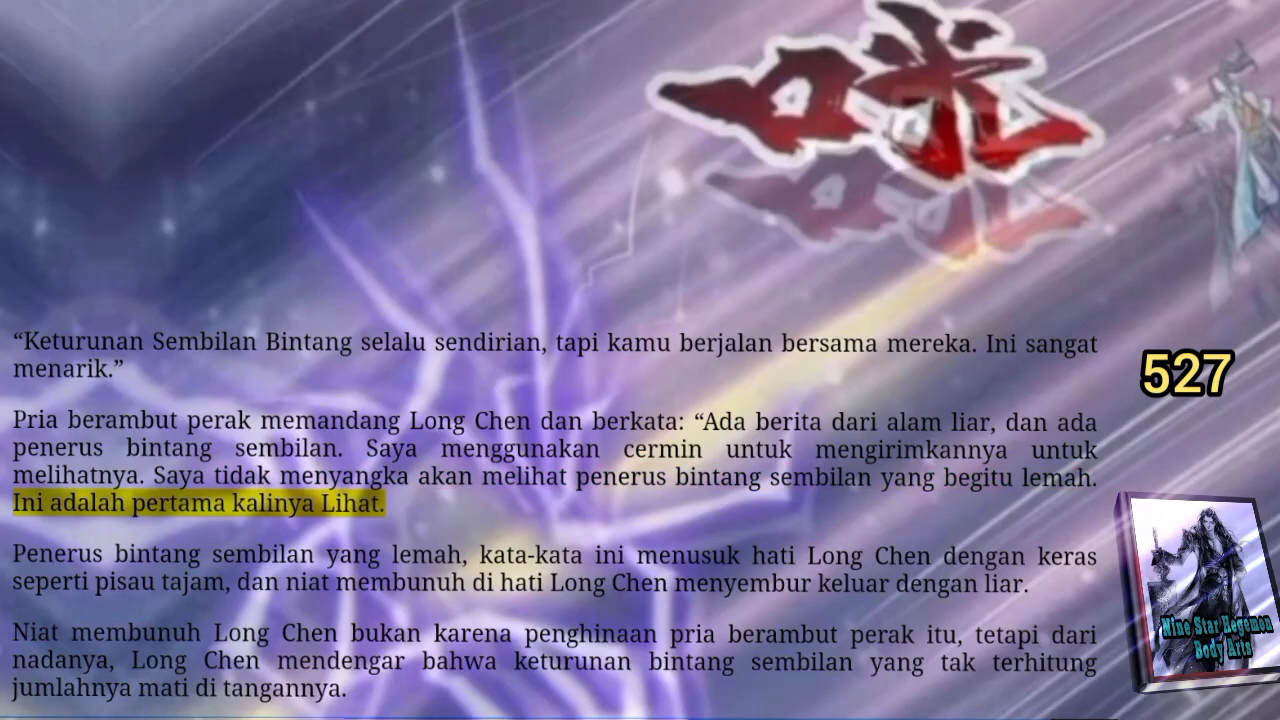 “Keturunan Sembilan Bintang selalu sendirian, tapi kamu berjalan bersama mereka. Ini sangat
menarik.”
527
Pria berambut perak memandang Long Chen dan berkata: “Ada berita dari alam liar, dan ada
penerus bintang sembilan. Saya menggunakan cermin untuk mengirimkannya untuk
melihatnya. Saya tidak menyangka akan melihat penerus bintang sembilan yang begitu lemah.
Ini adalah pertama kalinya Lihat.
Penerus bintang sembilan yang lemah, kata-kata ini menusuk hati Long Chen dengan keras
seperti pisau tajam, dan niat membunuh di hati Long Chen menyembur keluar dengan liar.
Niat membunuh Long Chen bukan karena penghinaan pria berambut perak itu, tetapi dari
nadanya, Long Chen mendengar bahwa keturunan bintang sembilan yang tak terhitung
jumlahnya mati di tangannya.
Nine Star Hegemon
Body Arts